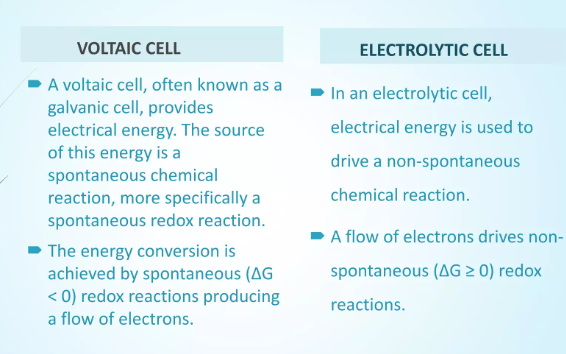 VOLTAIC CELL
A voltaic cell, often known as a
galvanic cell, provides
electrical energy. The source
of this energy is a
spontaneous chemical
reaction, more specifically a
spontaneous redox reaction.
The energy conversion is
achieved by spontaneous (ΔG
< 0) redox reactions producing
a flow of electrons.
ELECTROLYTIC CELL
In an electrolytic cell,
electrical energy is used to
drive a non-spontaneous
chemical reaction.
A flow of electrons drives non-
spontaneous (ΔG ≥ 0) redox
reactions.